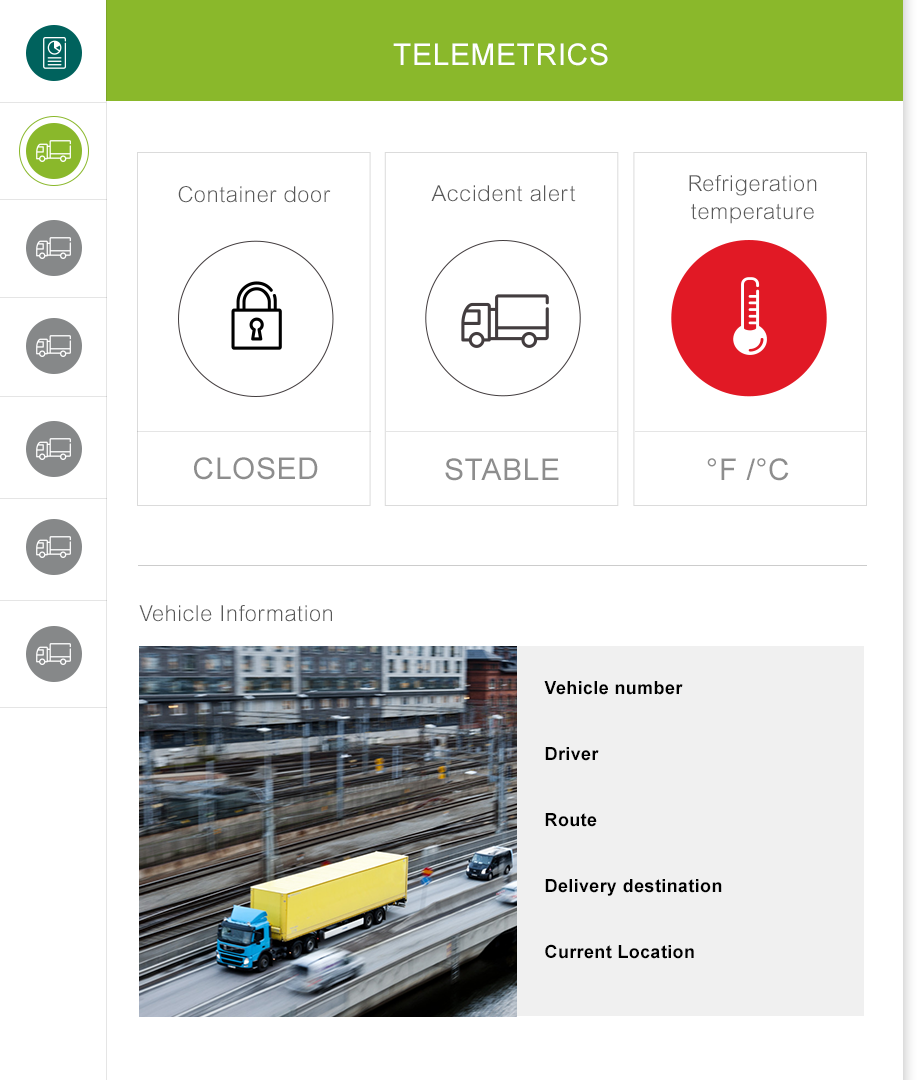 TELEMETRICS
Container door
Accident alert
Refrigeration
temperature
CLOSED
STABLE
°F /°C
Vehicle Information
Vehicle number
Driver
Route
Delivery destination
Current Location